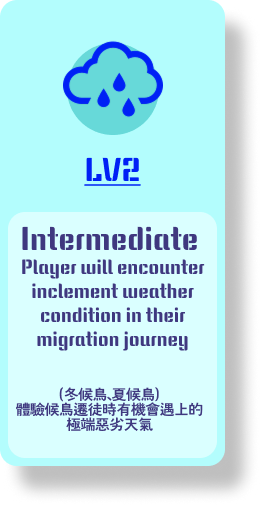 LV2
Intermediate
Player will encounter
inclement weather
condition in their
migration journey
(冬候鳥、夏候鳥)
體驗候鳥遷徒時有機會遇上的
極端惡劣天氣